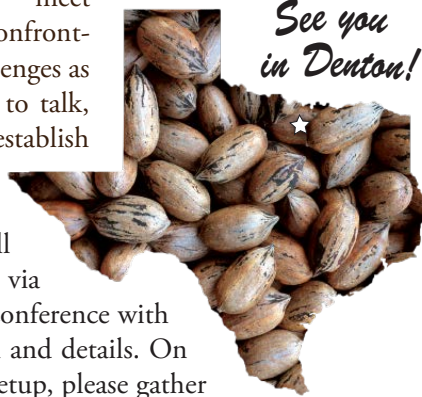 meet
onfront-
enges as
to talk,
establish
See you
in Denton!
ll
via
onference with
and details. On
etup, please gather